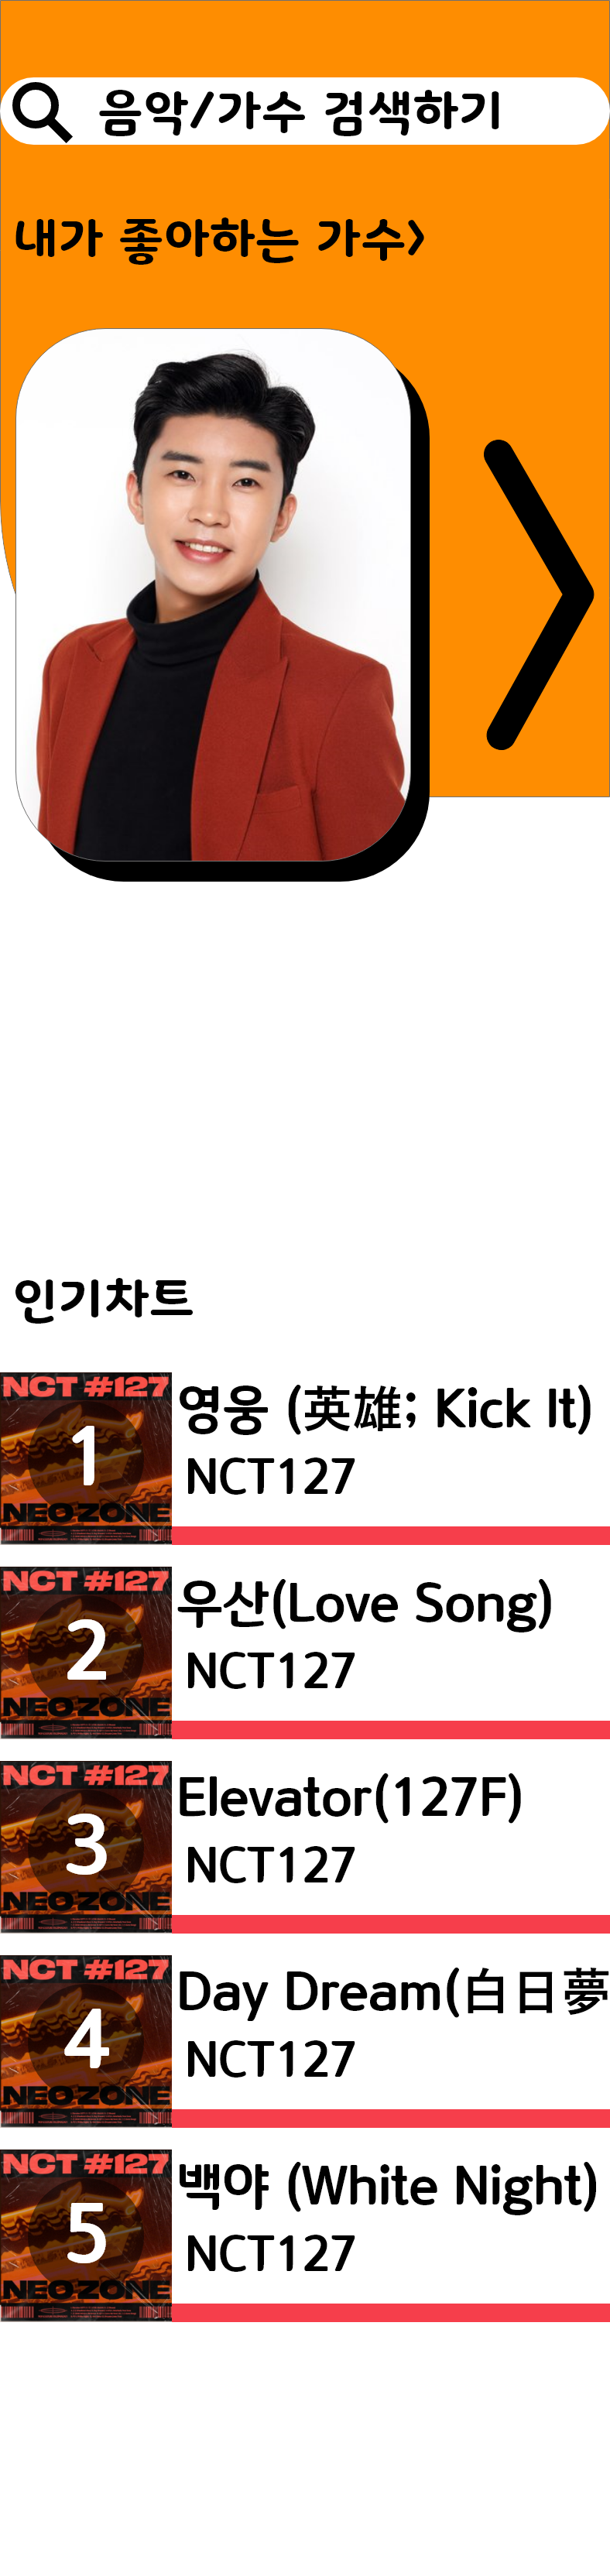 음악/가수 검색하기
내가 좋아하는 가수>
인기차트
NCT #127
1
NEO ZONE
영웅 (英雄; Kick It)
NCT127
NCT #127
2
NEO ZONE
우산(Love Song)
NCT127
NCT #127
3
NEO ZONE
Elevator(127F)
NCT127
NCT #127
4
NEO ZONE
Day Dream(白日夢
NCT127
NCT #127
5
NEO ZONE
백야 (White Night)
NCT127